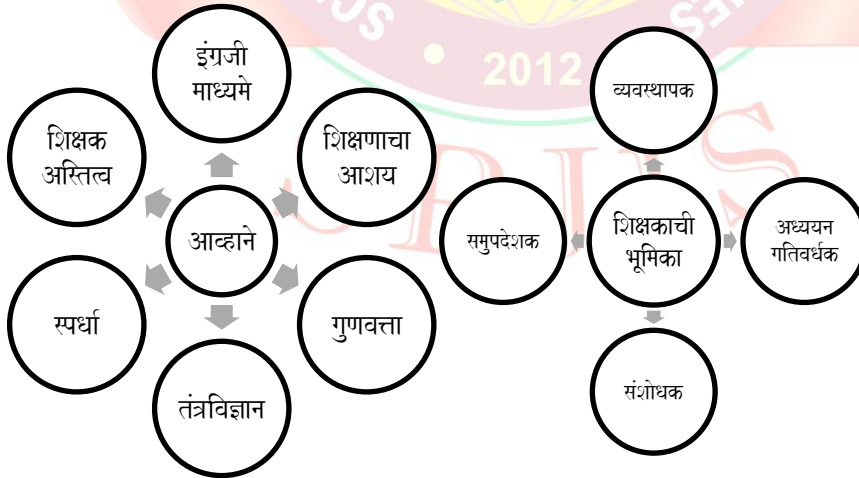 इंग्रजी
माध्यमे
शिक्षणाचा
आशय
गुणवत्ता
तंत्रविज्ञान
स्पर्धा
शिक्षक
अस्तित्व
आव्हाने
व्यवस्थापक
अध्ययन
गतिवर्धक
संशोधक
समुपदेशक
शिक्षकाची
भूमिका
2012